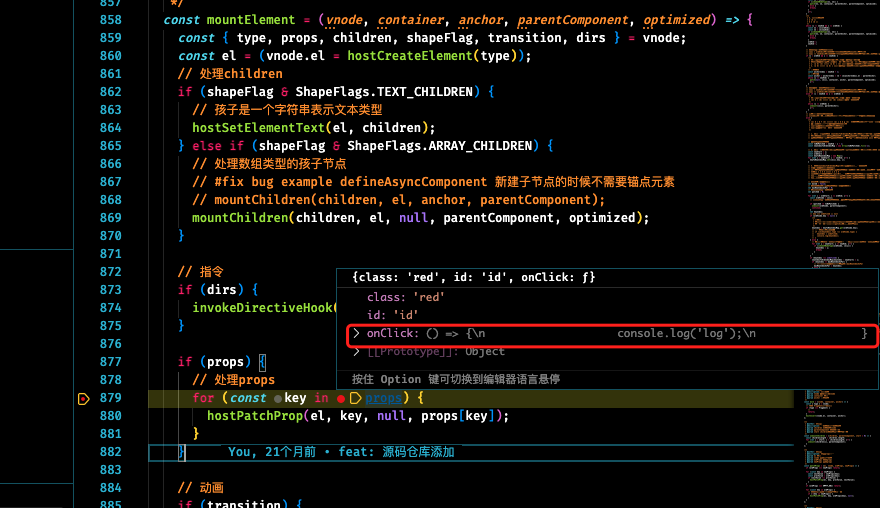 857 */
858 const mountElement = (vnode, container, anchor, parentComponent, optimized) => {
859 const { type, props, children, shapeFlag, transition, dirs } = vnode;
860 const el = (vnode.el = hostCreateElement(type));
861 // 处理children
862 if (shapeFlag & ShapeFlags.TEXT_CHILDREN) {
863 // 孩子是一个字符串表示文本类型
864 hostSetElementText(el, children);
865 } else if (shapeFlag & ShapeFlags.ARRAY_CHILDREN) {
866 // 处理数组类型的孩子节点
867 // #fix bug example defineAsyncComponent 新建子节点的时候不需要锚点元素
868 // mountChildren(children, el, anchor, parentComponent);
869 mountChildren(children, el, null, parentComponent, optimized);
870 }
871
872 // 指令
873 if (dirs) {
874 invokeDirectiveHook(
875 }
876
877 if (props) {
878 // 处理props
879 for (const key in props) {
880 hostPatchProp(el, key, null, props[key]);
881 }
882 } You, 21个月前 • feat: 源码仓库添加
883
884 // 动画
885 if (transition) {
{class: 'red', id: 'id', onClick: ƒ}
class: 'red'
id: 'id'
> onClick: () => {\n console.log('log');\n }
> [[Prototype]]: Object
按住 Option 键可切换到编辑器语言悬停